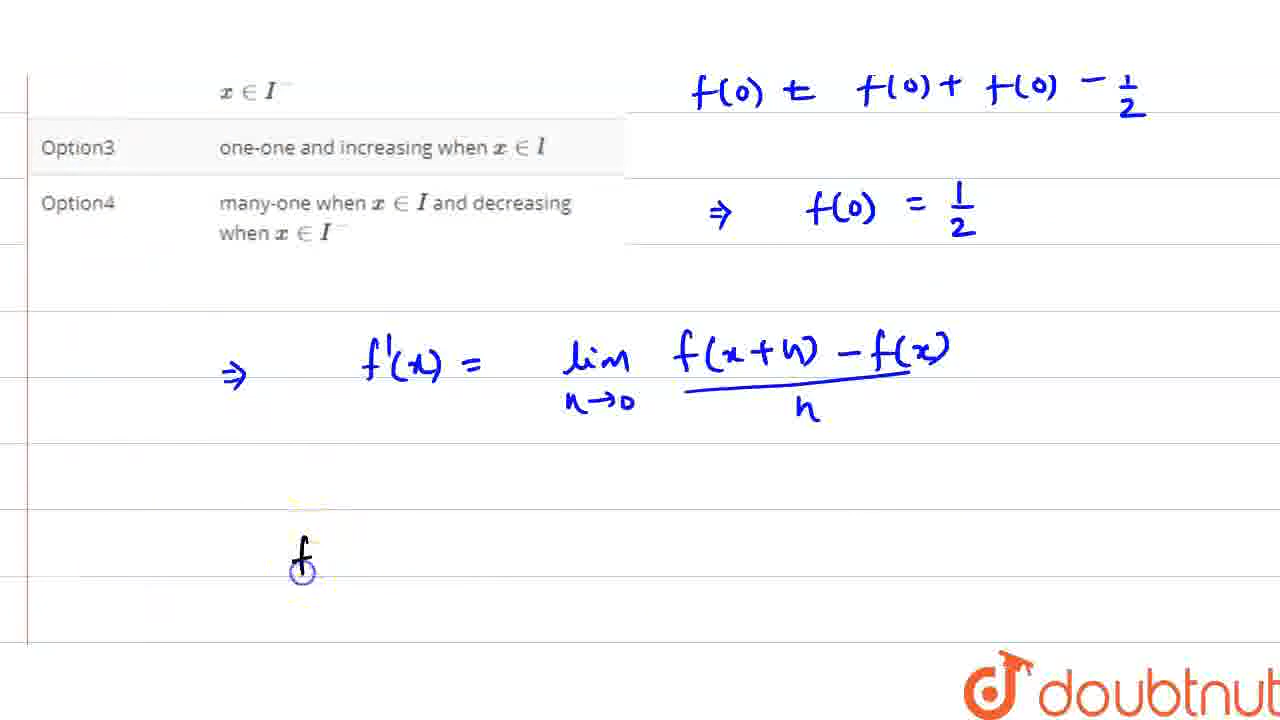 x ∈ I⁻
f(0) = f(0) + f(0) - 1/2
Option3 one-one and increasing when x ∈ l
Option4 many-one when x ∈ I and decreasing
when x ∈ I⁻
⇒ f(0) = 1/2
⇒ f'(x) = lim f(x+h) - f(x)
h→0 h
f
doubtnut